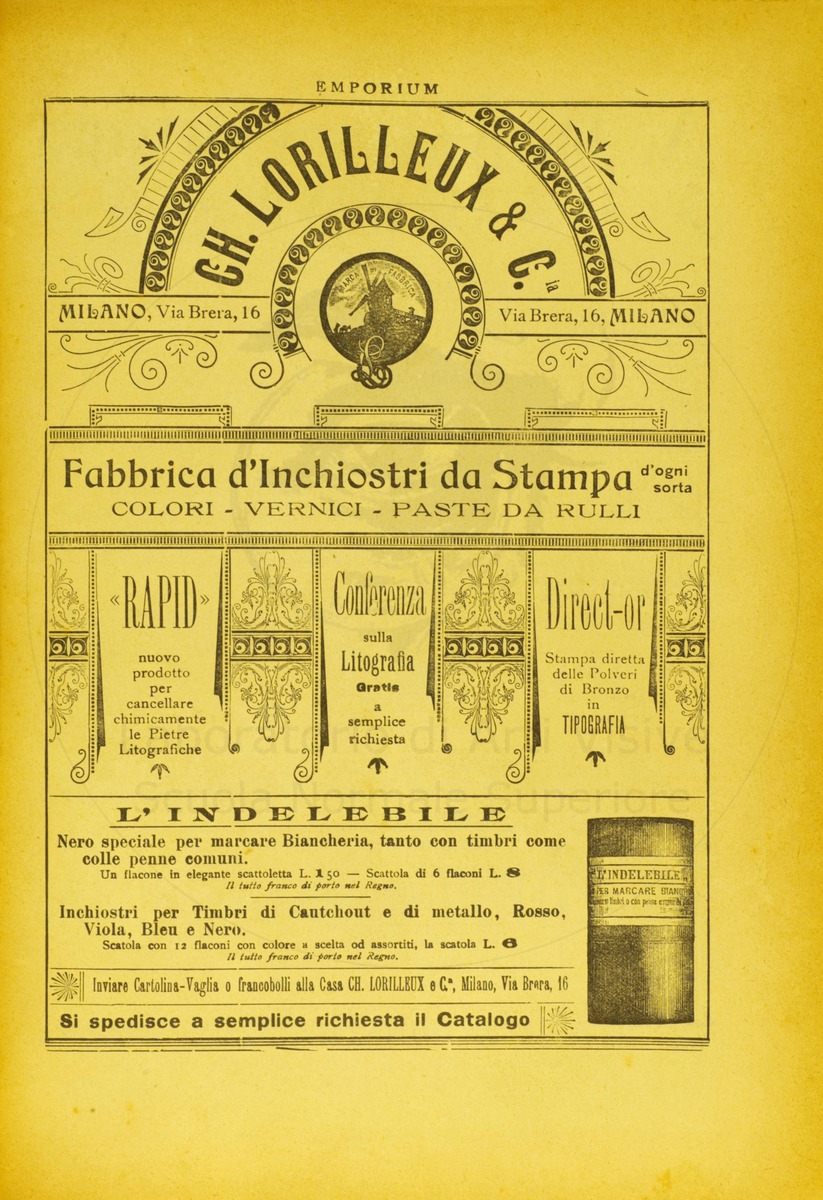 EMPORIUM
CH. LORILLEUX & C.ia
MARCA FABBRICA
MILANO, Via Brera, 16
Via Brera, 16, MILANO
Fabbrica d'Inchiostri da Stampa d'ogni sorta
COLORI - VERNICI - PASTE DA RULLI
«RAPID»
nuovo
prodotto
per
cancellare
chimicamente
le Pietre
Litografiche
Conferenza
sulla
Litografia
Gratis
a
semplice
richiesta
Direct-or
Stampa diretta
delle Polveri
di Bronzo
in
TIPOGRAFIA
L'INDELEBILE
Nero speciale per marcare Biancheria, tanto con timbri come
colle penne comuni.
Un flacone in elegante scattoletta L. 1 50 — Scattola di 6 flaconi L. 8
Il tutto franco di porto nel Regno.
Inchiostri per Timbri di Cautchout e di metallo, Rosso,
Viola, Bleu e Nero.
Scatola con 12 flaconi con colore a scelta od assortiti, la scatola L. 6
Il tutto franco di porto nel Regno.
Inviare Cartolina-Vaglia o francobolli alla Casa CH. LORILLEUX e C.ª, Milano, Via Brera, 16
Si spedisce a semplice richiesta il Catalogo
L'INDELEBILE
PER MARCARE